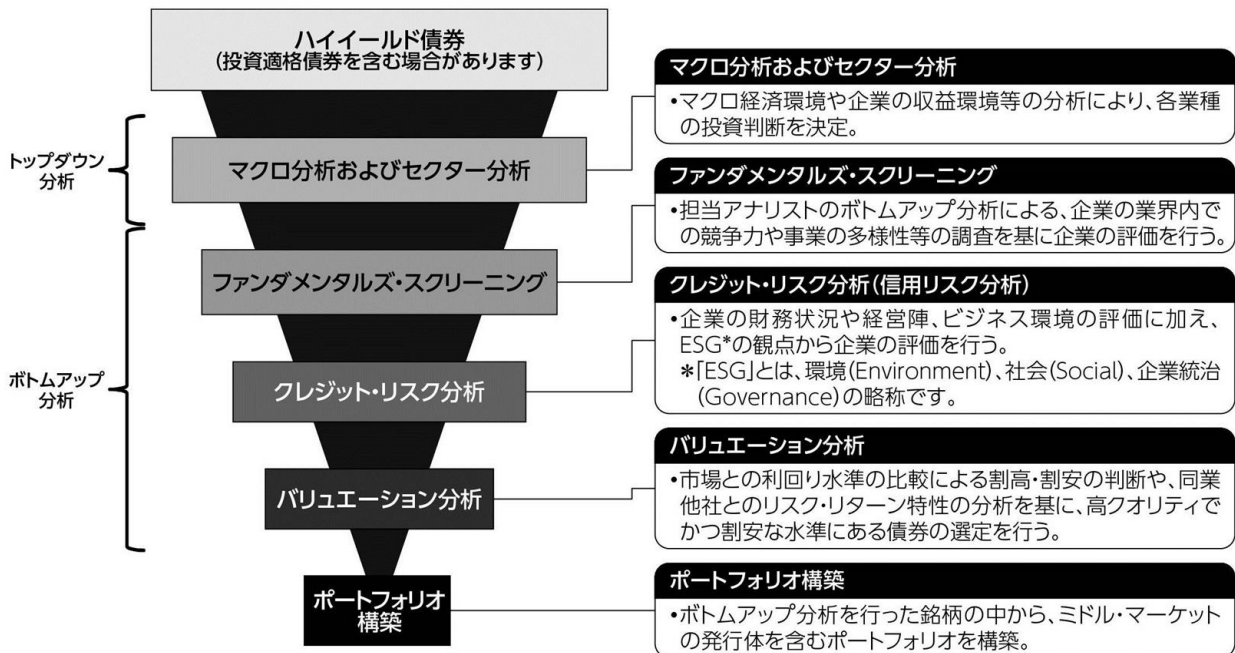 ハイイールド債券
(投資適格債券を含む場合があります)
トップダウン
分析
マクロ分析およびセクター分析
ボトムアップ
分析
ファンダメンタルズ・スクリーニング
クレジット・リスク分析
バリュエーション分析
ポートフォリオ
構築
マクロ分析およびセクター分析
・マクロ経済環境や企業の収益環境等の分析により、各業種
の投資判断を決定。
ファンダメンタルズ・スクリーニング
・担当アナリストのボトムアップ分析による、企業の業界内で
の競争力や事業の多様性等の調査を基に企業の評価を行う。
クレジット・リスク分析(信用リスク分析)
・企業の財務状況や経営陣、ビジネス環境の評価に加え、
ESG*の観点から企業の評価を行う。
*「ESG」とは、環境(Environment)、社会(Social)、企業統治
(Governance)の略称です。
バリュエーション分析
・市場との利回り水準の比較による割高・割安の判断や、同業
他社とのリスク・リターン特性の分析を基に、高クオリティで
かつ割安な水準にある債券の選定を行う。
ポートフォリオ構築
・ボトムアップ分析を行った銘柄の中から、ミドル・マーケット
の発行体を含むポートフォリオを構築。